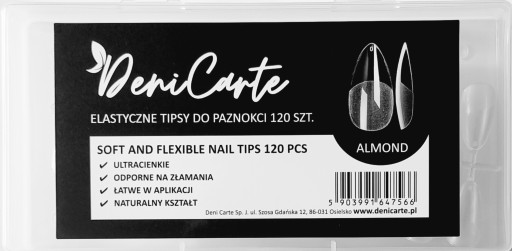 DeniCarte
ELASTYCZNE TIPSY DO PAZNOKCI 120 SZT.
0
ALMOND
SOFT AND FLEXIBLE NAIL TIPS 120 PCS
✓ ULTRACIENKIE
✓ ODPORNE NA ZŁAMANIA
✓ ŁATWE W APLIKACJI
✓ NATURALNY KSZTAŁT
5 903991 647566
Deni Carte Sp. J. ul. Szosa Gdańska 12, 86-031 Osielsko www.denicarte.pl